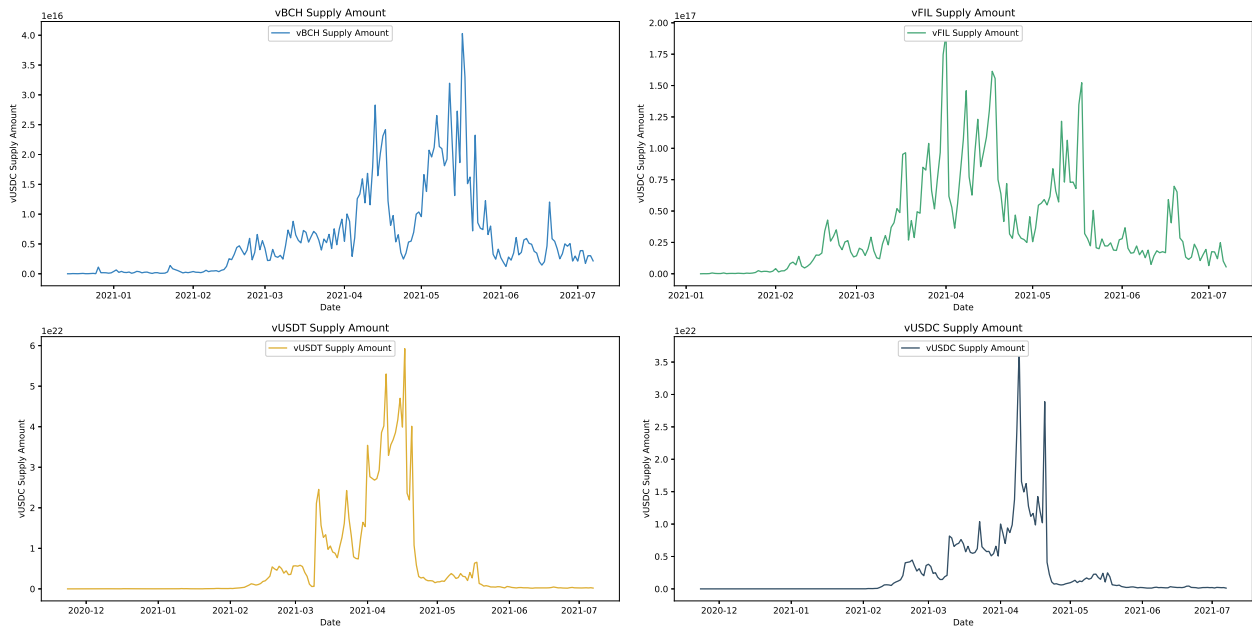 vBCH Supply Amount
1e16
vBCH Supply Amount
vUSDC Supply Amount
4.0
3.5
3.0
2.5
2.0
1.5
1.0
0.5
0.0
2021-01 2021-02 2021-03 2021-04 2021-05 2021-06 2021-07
Date
vFIL Supply Amount
1e17
vFIL Supply Amount
vUSDC Supply Amount
2.00
1.75
1.50
1.25
1.00
0.75
0.50
0.25
0.00
2021-01 2021-02 2021-03 2021-04 2021-05 2021-06 2021-07
Date
vUSDT Supply Amount
1e22
vUSDT Supply Amount
vUSDC Supply Amount
6
5
4
3
2
1
0
2020-12 2021-01 2021-02 2021-03 2021-04 2021-05 2021-06 2021-07
Date
vUSDC Supply Amount
1e22
vUSDC Supply Amount
vUSDC Supply Amount
3.5
3.0
2.5
2.0
1.5
1.0
0.5
0.0
2020-12 2021-01 2021-02 2021-03 2021-04 2021-05 2021-06 2021-07
Date